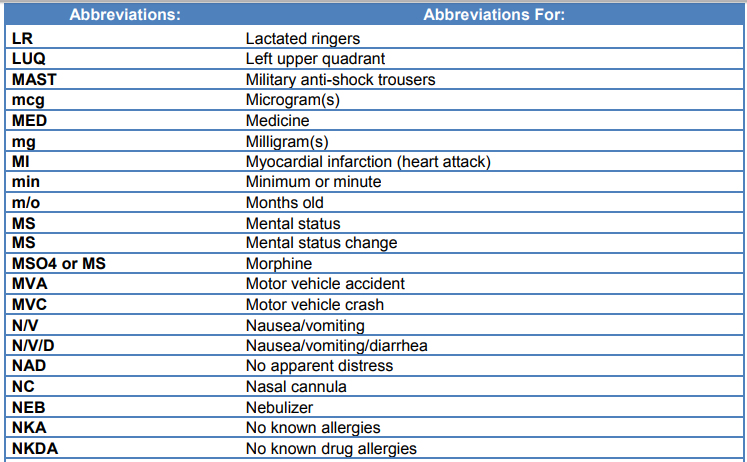 Abbreviations: Abbreviations For:
LR Lactated ringers
LUQ Left upper quadrant
MAST Military anti-shock trousers
mcg Microgram(s)
MED Medicine
mg Milligram(s)
MI Myocardial infarction (heart attack)
min Minimum or minute
m/o Months old
MS Mental status
MS Mental status change
MSO4 or MS Morphine
MVA Motor vehicle accident
MVC Motor vehicle crash
N/V Nausea/vomiting
N/V/D Nausea/vomiting/diarrhea
NAD No apparent distress
NC Nasal cannula
NEB Nebulizer
NKA No known allergies
NKDA No known drug allergies